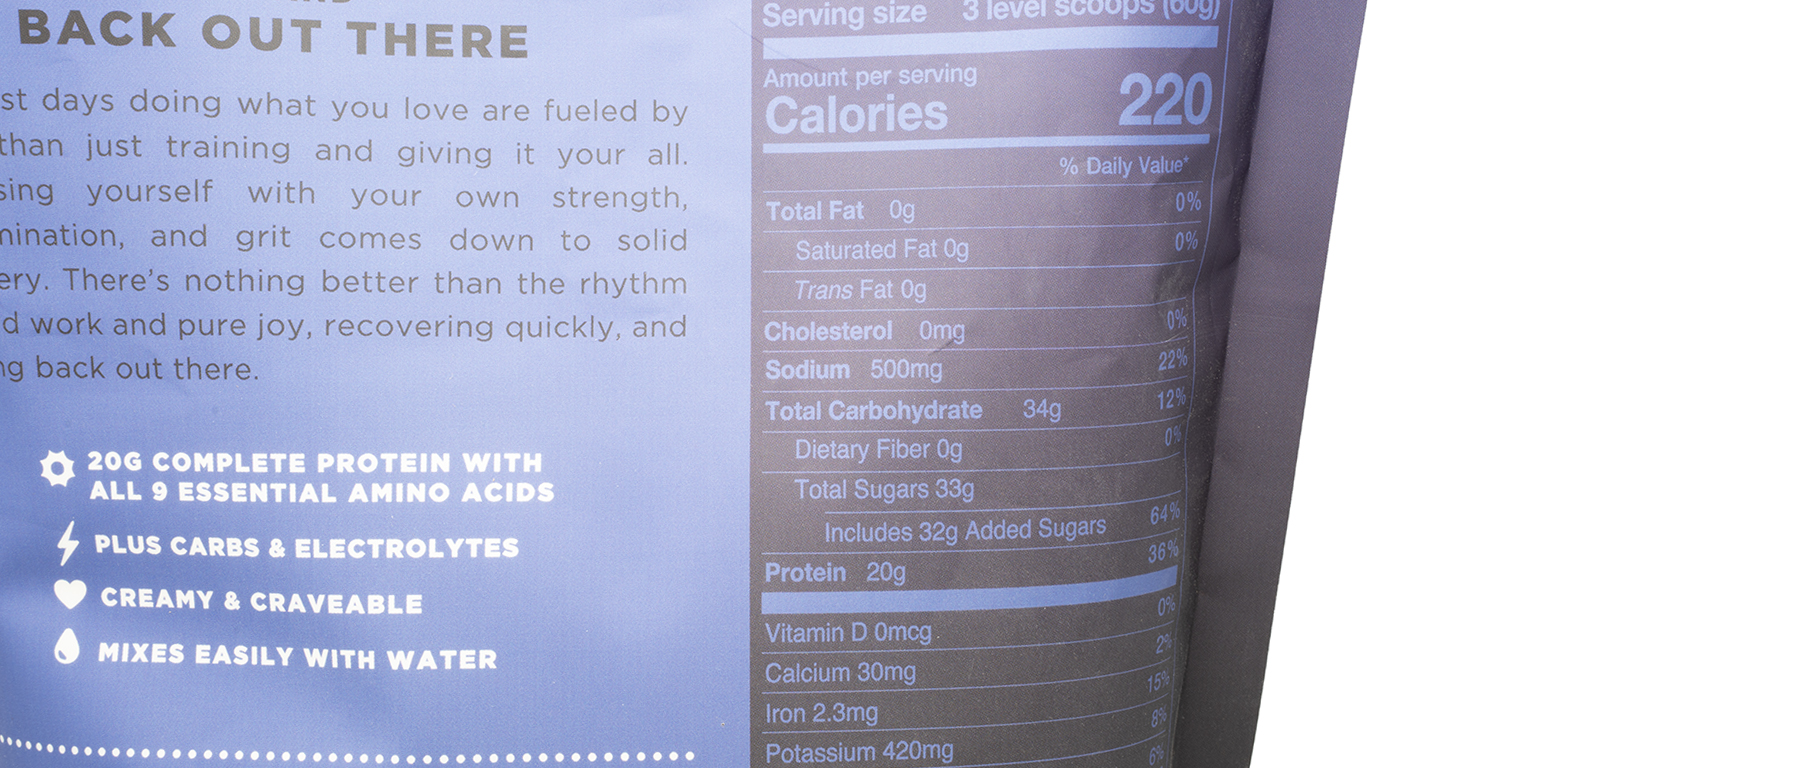 BACK OUT THERE
st days doing what you love are fueled by
than just training and giving it your all.
sing yourself with your own strength,
mination, and grit comes down to solid
ery. There's nothing better than the rhythm
d work and pure joy, recovering quickly, and
ng back out there.
20G COMPLETE PROTEIN WITH
ALL 9 ESSENTIAL AMINO ACIDS
PLUS CARBS & ELECTROLYTES
CREAMY & CRAVEABLE
MIXES EASILY WITH WATER
Serving size 3 level scoops (60g)
Amount per serving
Calories 220
% Daily Value*
Total Fat 0g 0%
Saturated Fat 0g 0%
Trans Fat 0g
Cholesterol 0mg 0%
Sodium 500mg 22%
Total Carbohydrate 34g 12%
Dietary Fiber 0g 0%
Total Sugars 33g
Includes 32g Added Sugars 64%
Protein 20g 36%
Vitamin D 0mcg 0%
Calcium 30mg 2%
Iron 2.3mg 15%
Potassium 420mg 8%
6%